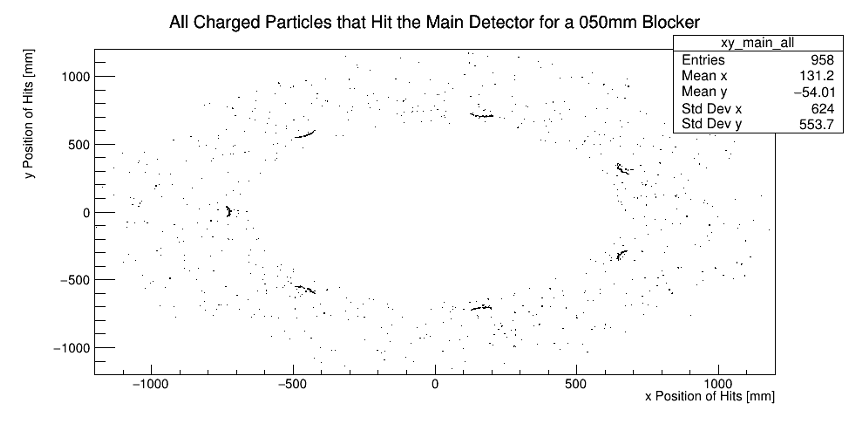 All Charged Particles that Hit the Main Detector for a 050mm Blocker
xy_main_all
Entries 958
Mean x 131.2
Mean y −54.01
Std Dev x 624
Std Dev y 553.7
y Position of Hits [mm]
1000
500
0
−500
−1000
−1000 −500 0 500 1000
x Position of Hits [mm]